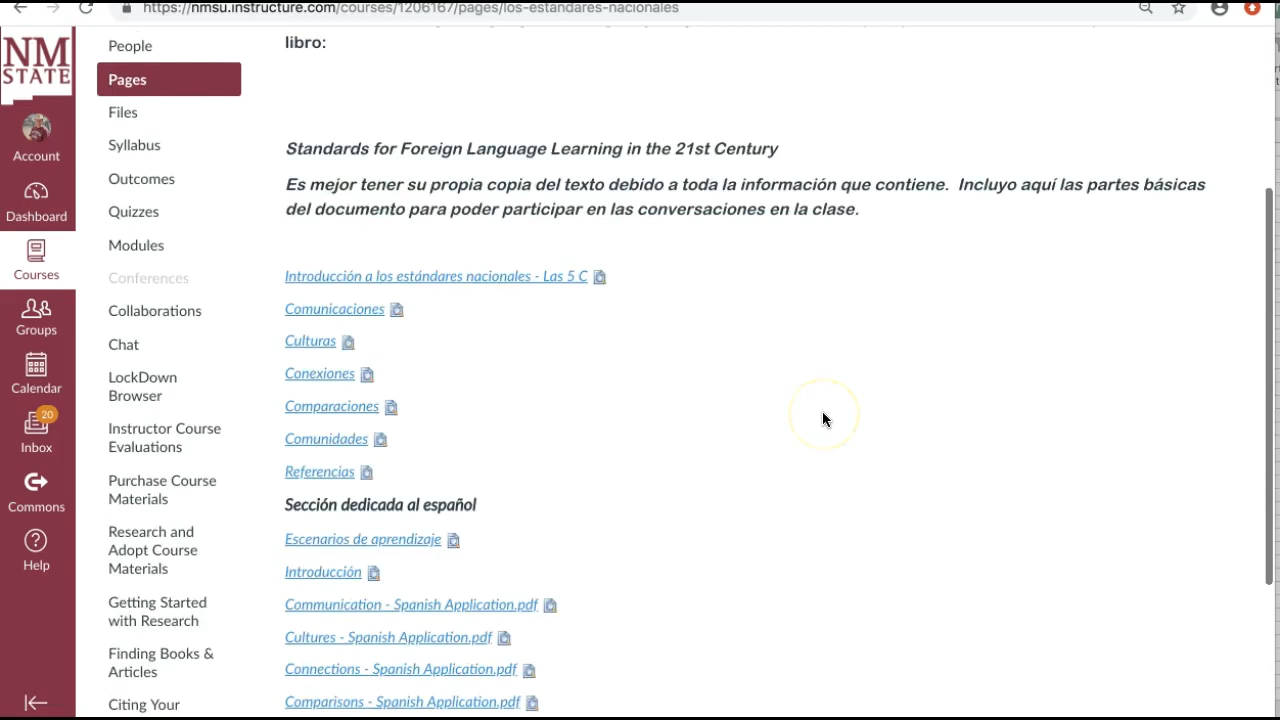 https://nmsu.instructure.com/courses/1206167/pages/los-estandares-nacionales
NM
STATE
Account
Dashboard
Courses
Groups
Calendar
20
Inbox
Commons
Help
People
Pages
Files
Syllabus
Outcomes
Quizzes
Modules
Conferences
Collaborations
Chat
LockDown
Browser
Instructor Course
Evaluations
Purchase Course
Materials
Research and
Adopt Course
Materials
Getting Started
with Research
Finding Books &
Articles
Citing Your
libro:
Standards for Foreign Language Learning in the 21st Century
Es mejor tener su propia copia del texto debido a toda la información que contiene.  Incluyo aquí las partes básicas
del documento para poder participar en las conversaciones en la clase.
Introducción a los estándares nacionales - Las 5 C
Comunicaciones
Culturas
Conexiones
Comparaciones
Comunidades
Referencias
Sección dedicada al español
Escenarios de aprendizaje
Introducción
Communication - Spanish Application.pdf
Cultures - Spanish Application.pdf
Connections - Spanish Application.pdf
Comparisons - Spanish Application.pdf